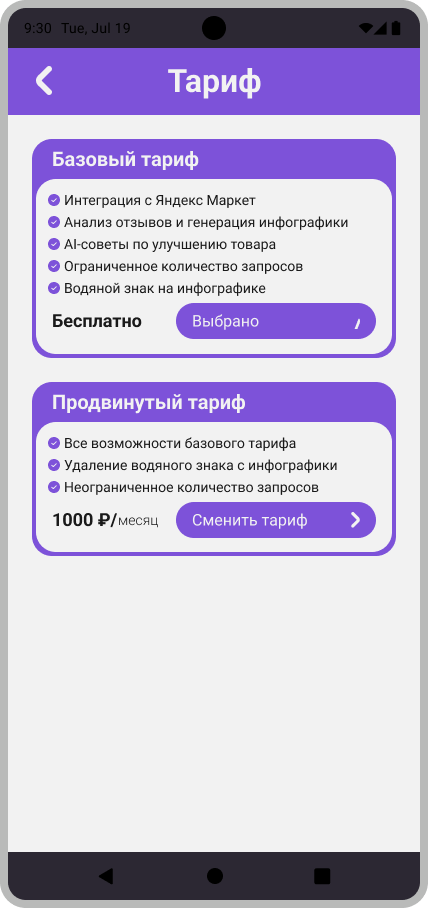 9:30 Tue, Jul 19
Тариф
Базовый тариф
Интеграция с Яндекс Маркет
Анализ отзывов и генерация инфографики
AI-советы по улучшению товара
Ограниченное количество запросов
Водяной знак на инфографике
Бесплатно Выбрано
Продвинутый тариф
Все возможности базового тарифа
Удаление водяного знака с инфографики
Неограниченное количество запросов
1000 ₽/месяц Сменить тариф